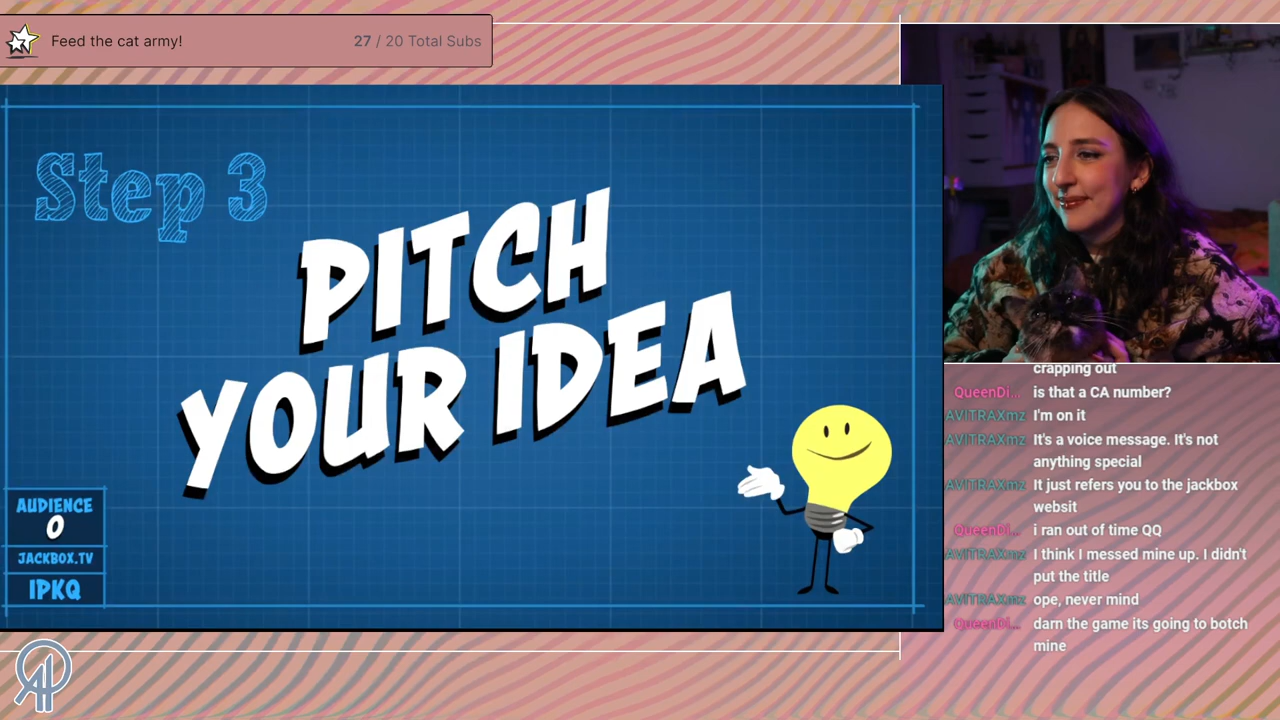 Feed the cat army!
27 / 20 Total Subs
Step 3
PITCH
YOUR IDEA
AUDIENCE
0
JACKBOX.TV
IPKQ
crapping out
QueenDi... is that a CA number?
AVITRAXmz I'm on it
AVITRAXmz It's a voice message. It's not
anything special
AVITRAXmz It just refers you to the jackbox
websit
QueenDi... i ran out of time QQ
AVITRAXmz I think I messed mine up. I didn't
put the title
AVITRAXmz ope, never mind
QueenDi... darn the game its going to botch
mine